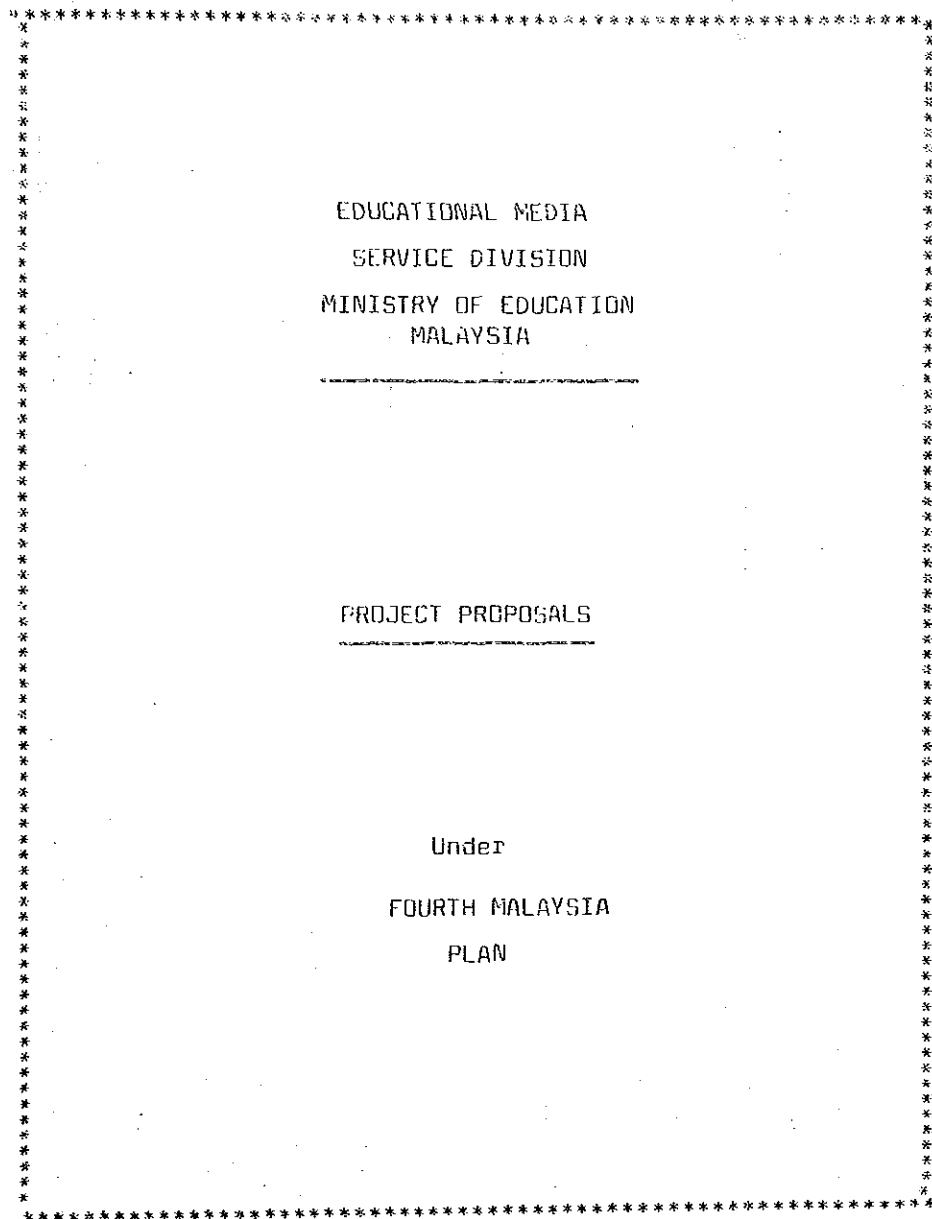 EDUCATIONAL MEDIA
SERVICE DIVISION
MINISTRY OF EDUCATION
MALAYSIA
PROJECT PROPOSALS
Under
FOURTH MALAYSIA
PLAN